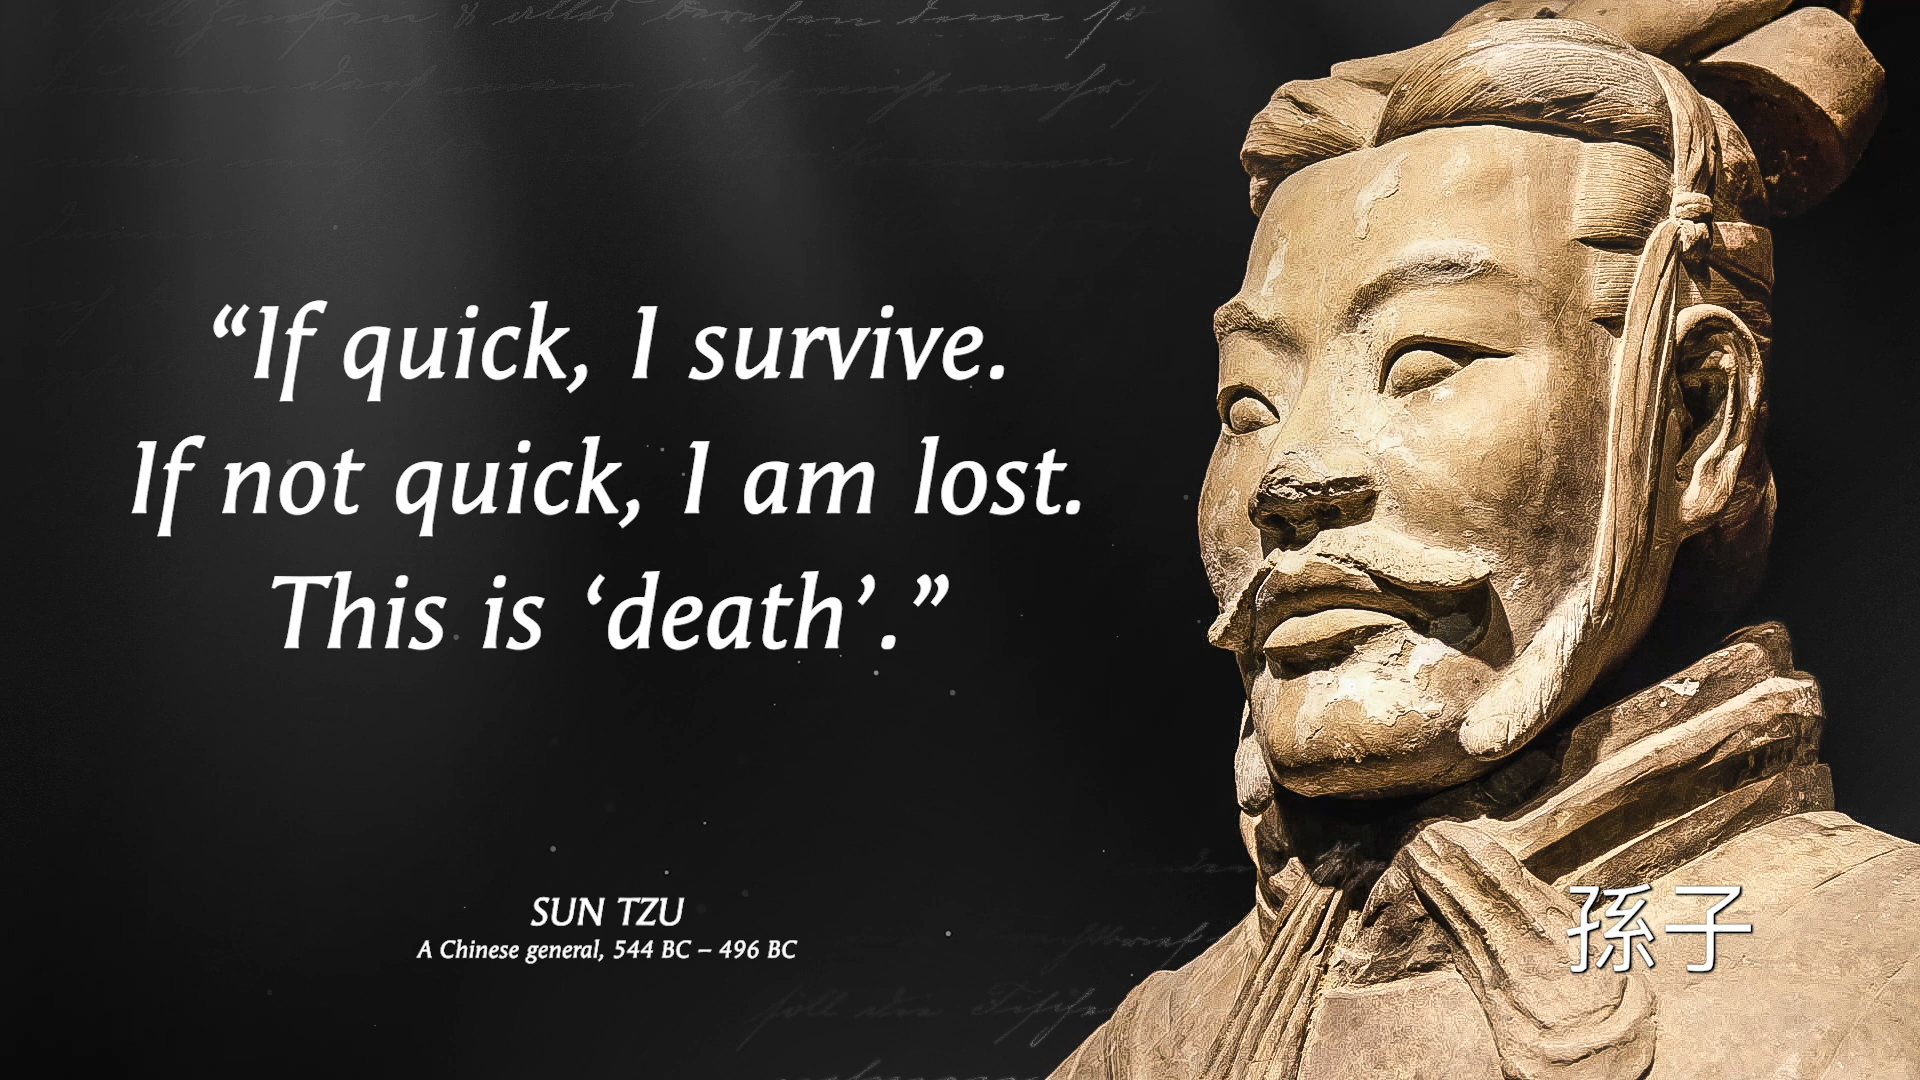 “If quick, I survive.
If not quick, I am lost.
This is ‘death’.”
SUN TZU
A Chinese general, 544 BC – 496 BC
孫子